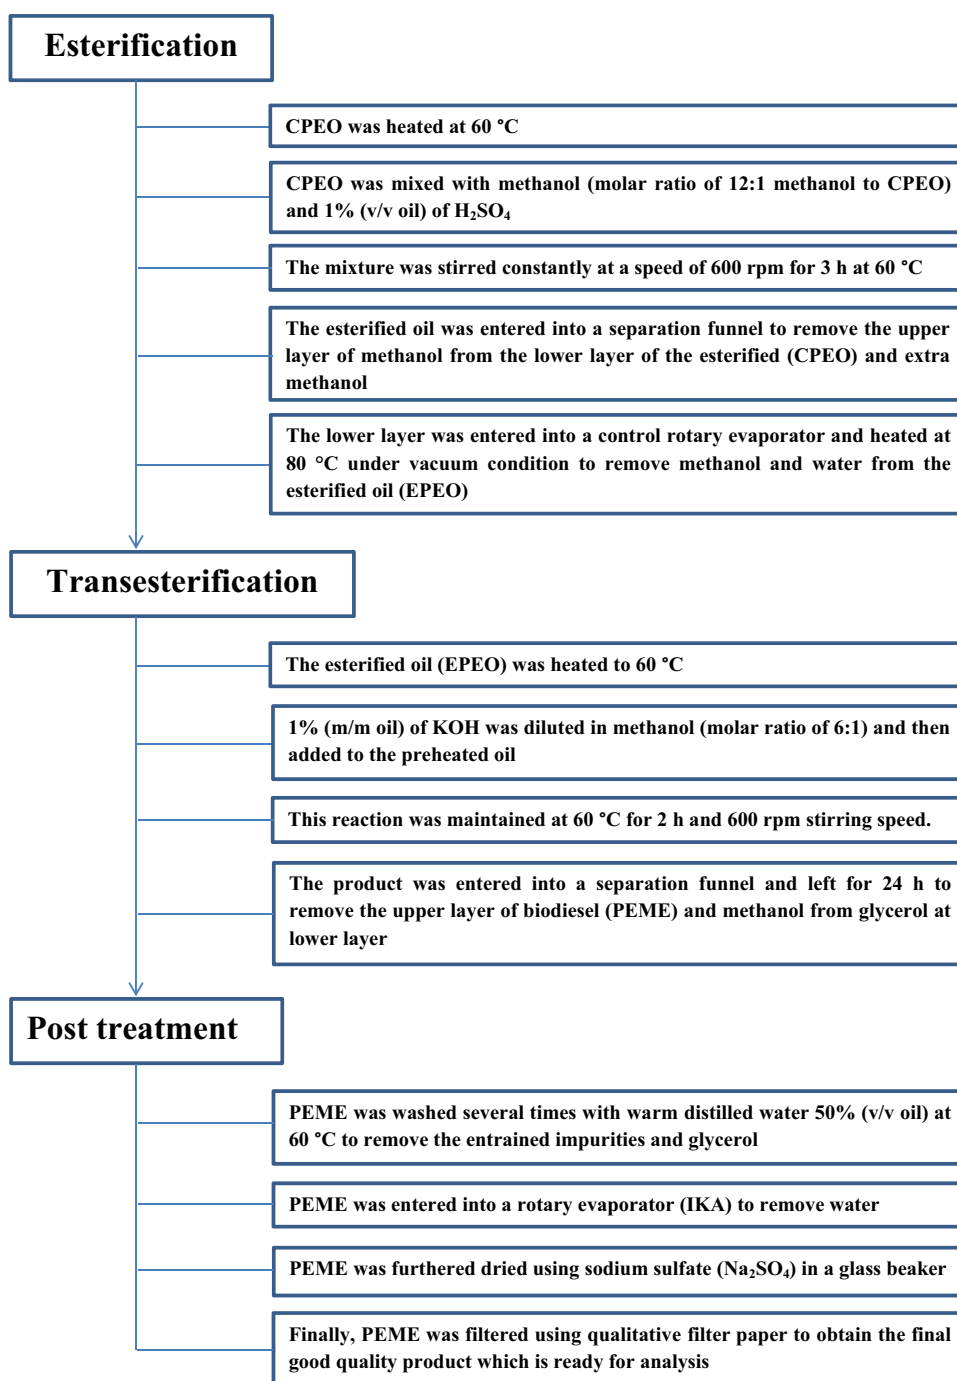 Esterification
CPEO was heated at 60 °C
CPEO was mixed with methanol (molar ratio of 12:1 methanol to CPEO)
and 1% (v/v oil) of H₂SO₄
The mixture was stirred constantly at a speed of 600 rpm for 3 h at 60 °C
The esterified oil was entered into a separation funnel to remove the upper
layer of methanol from the lower layer of the esterified (CPEO) and extra
methanol
The lower layer was entered into a control rotary evaporator and heated at
80 °C under vacuum condition to remove methanol and water from the
esterified oil (EPEO)
Transesterification
The esterified oil (EPEO) was heated to 60 °C
1% (m/m oil) of KOH was diluted in methanol (molar ratio of 6:1) and then
added to the preheated oil
This reaction was maintained at 60 °C for 2 h and 600 rpm stirring speed.
The product was entered into a separation funnel and left for 24 h to
remove the upper layer of biodiesel (PEME) and methanol from glycerol at
lower layer
Post treatment
PEME was washed several times with warm distilled water 50% (v/v oil) at
60 °C to remove the entrained impurities and glycerol
PEME was entered into a rotary evaporator (IKA) to remove water
PEME was furthered dried using sodium sulfate (Na₂SO₄) in a glass beaker
Finally, PEME was filtered using qualitative filter paper to obtain the final
good quality product which is ready for analysis